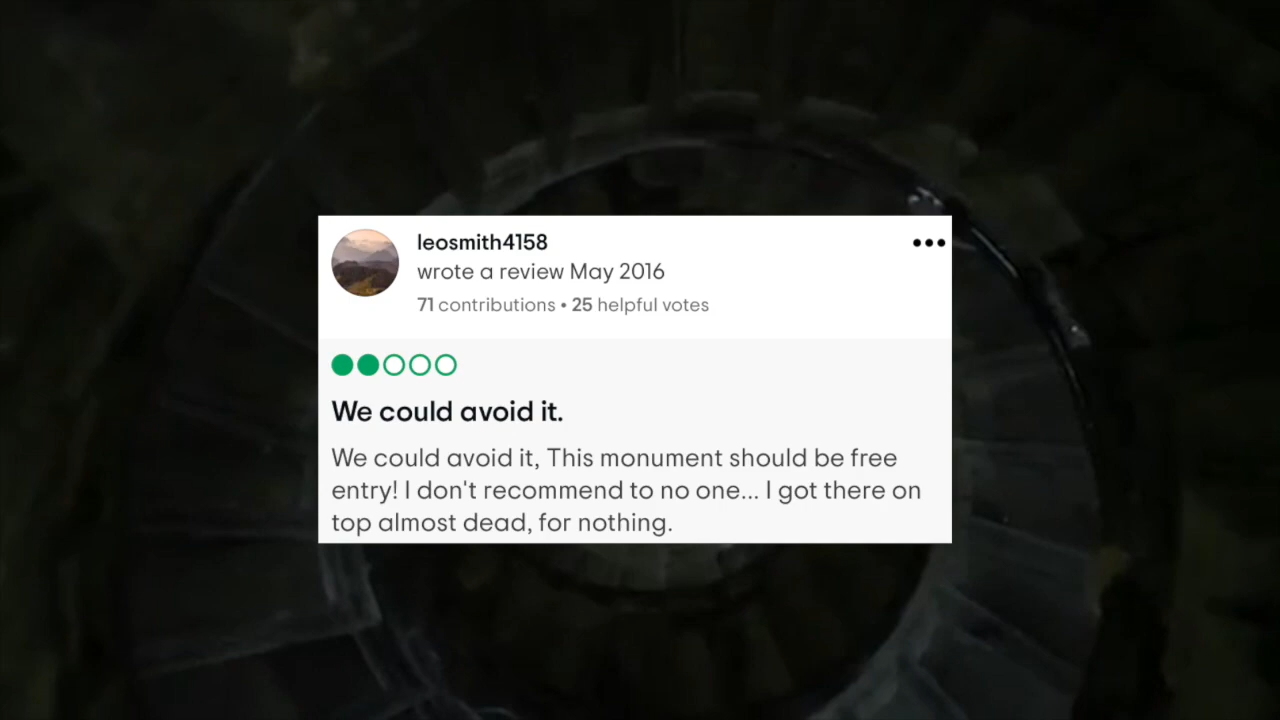 leosmith4158
wrote a review May 2016
71 contributions • 25 helpful votes
We could avoid it.
We could avoid it, This monument should be free
entry! I don't recommend to no one... I got there on
top almost dead, for nothing.